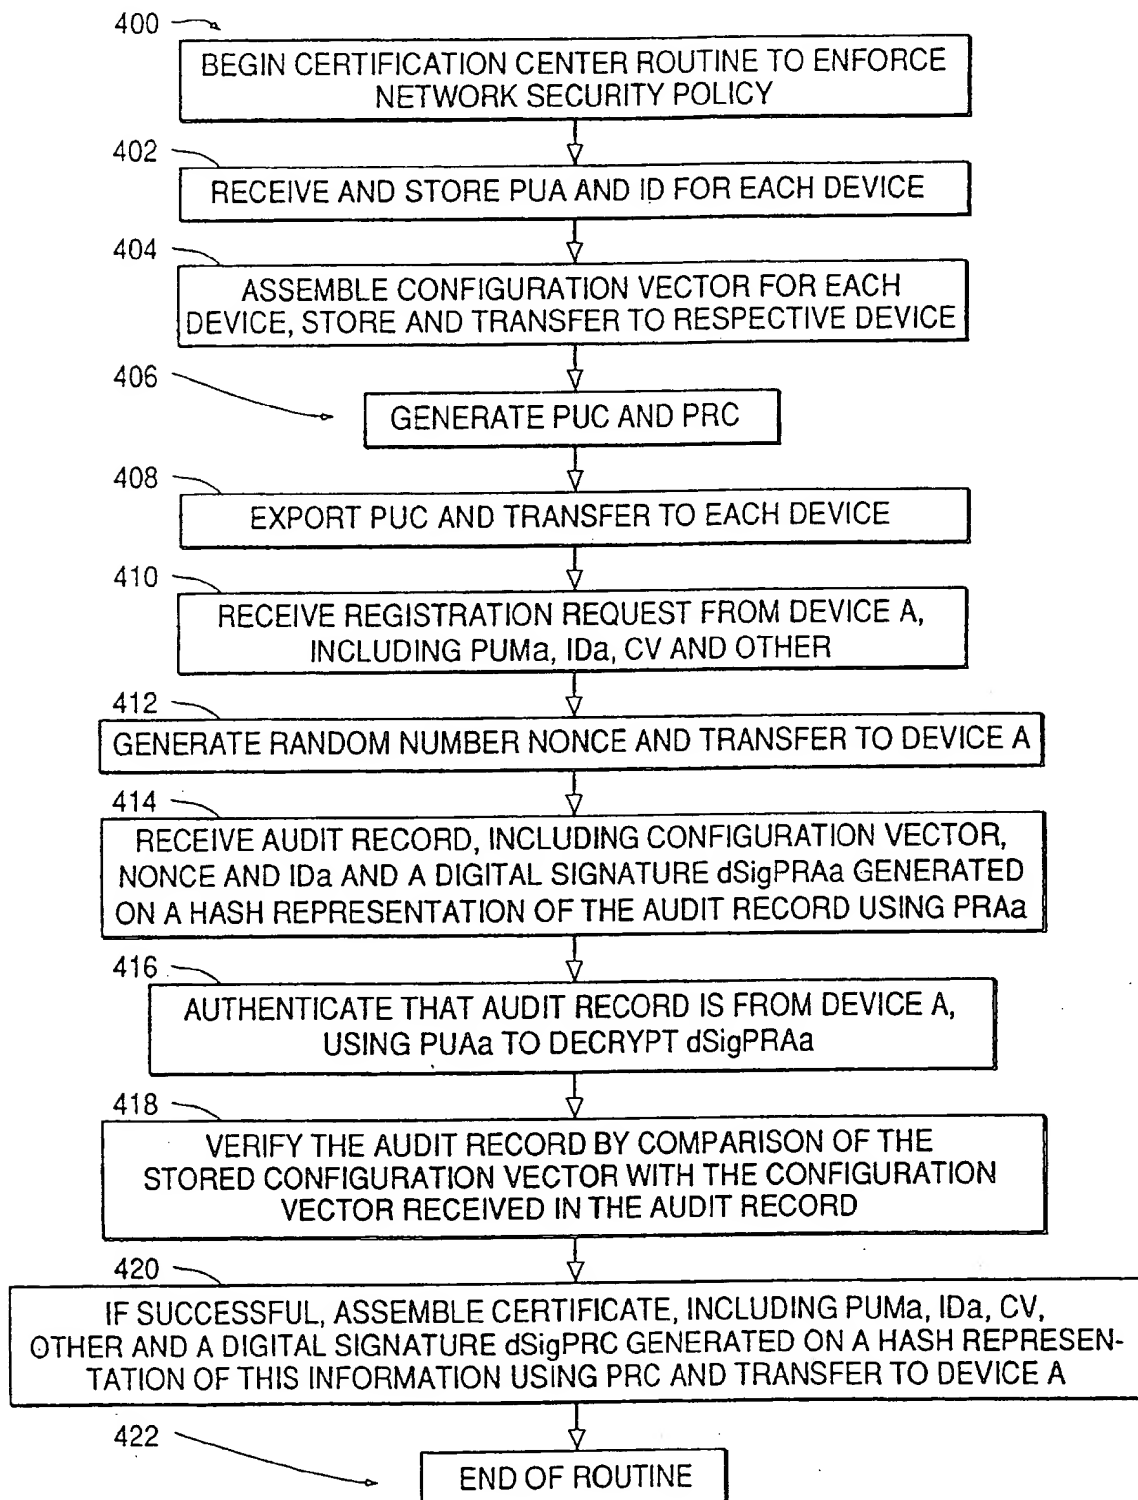 400
BEGIN CERTIFICATION CENTER ROUTINE TO ENFORCE
NETWORK SECURITY POLICY
402
RECEIVE AND STORE PUA AND ID FOR EACH DEVICE
404
ASSEMBLE CONFIGURATION VECTOR FOR EACH
DEVICE, STORE AND TRANSFER TO RESPECTIVE DEVICE
406
GENERATE PUC AND PRC
408
EXPORT PUC AND TRANSFER TO EACH DEVICE
410
RECEIVE REGISTRATION REQUEST FROM DEVICE A,
INCLUDING PUMa, IDa, CV AND OTHER
412
GENERATE RANDOM NUMBER NONCE AND TRANSFER TO DEVICE A
414
RECEIVE AUDIT RECORD, INCLUDING CONFIGURATION VECTOR,
NONCE AND IDa AND A DIGITAL SIGNATURE dSigPRAa GENERATED
ON A HASH REPRESENTATION OF THE AUDIT RECORD USING PRAa
416
AUTHENTICATE THAT AUDIT RECORD IS FROM DEVICE A,
USING PUAa TO DECRYPT dSigPRAa
418
VERIFY THE AUDIT RECORD BY COMPARISON OF THE
STORED CONFIGURATION VECTOR WITH THE CONFIGURATION
VECTOR RECEIVED IN THE AUDIT RECORD
420
IF SUCCESSFUL, ASSEMBLE CERTIFICATE, INCLUDING PUMa, IDa, CV,
OTHER AND A DIGITAL SIGNATURE dSigPRC GENERATED ON A HASH REPRESEN-
TATION OF THIS INFORMATION USING PRC AND TRANSFER TO DEVICE A
422
END OF ROUTINE